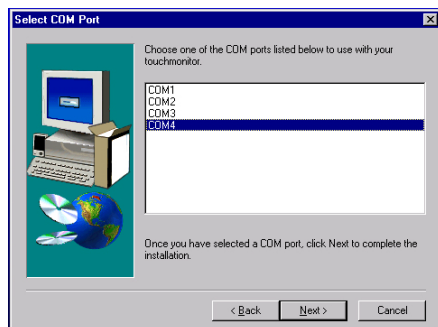 Select COM Port
Choose one of the COM ports listed below to use with your
touchmonitor.
COM1
COM2
COM3
COM4
Once you have selected a COM port, click Next to complete the
installation.
< Back
Next >
Cancel